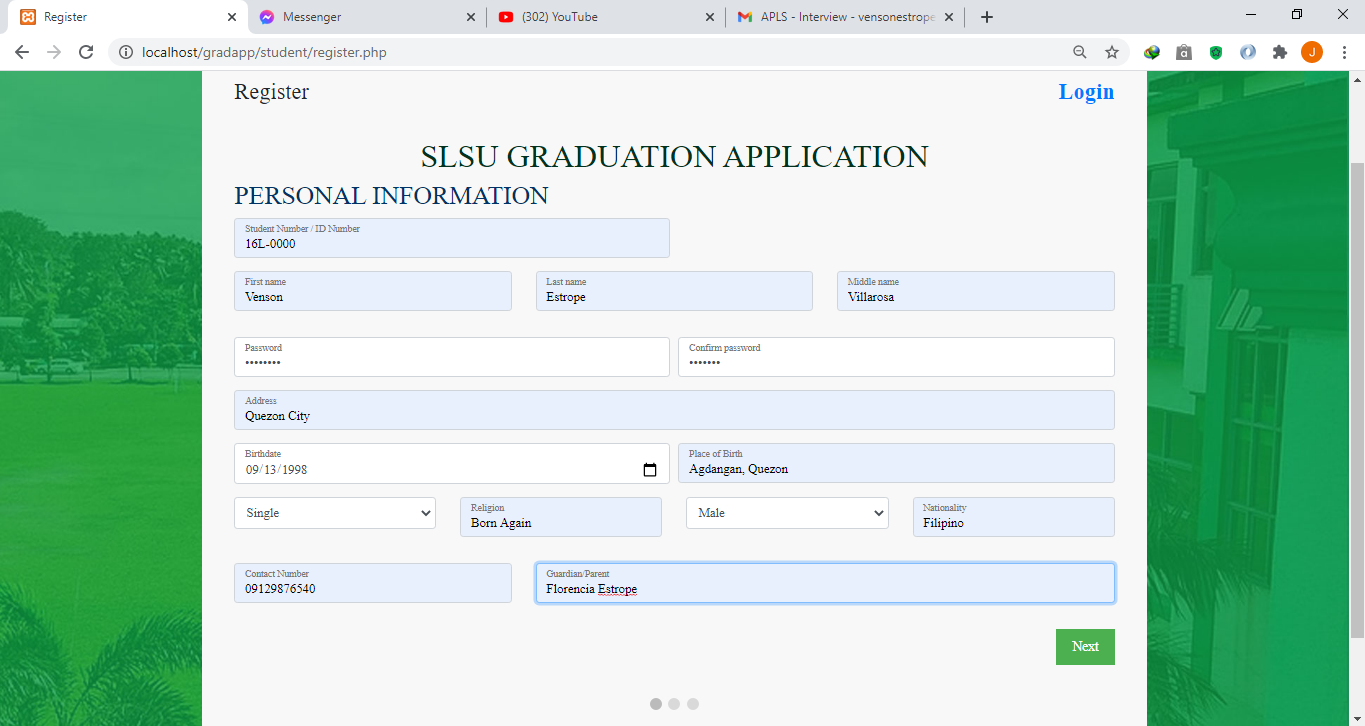 Register
Messenger
(302) YouTube
APLS - Interview - vensonestrope
localhost/gradapp/student/register.php
J
Register
Login
SLSU GRADUATION APPLICATION
PERSONAL INFORMATION
Student Number / ID Number
16L-0000
First name
Venson
Last name
Estrope
Middle name
Villarosa
Password
••••••••
Confirm password
•••••••
Address
Quezon City
Birthdate
09/13/1998
Place of Birth
Agdangan, Quezon
Single
Religion
Born Again
Male
Nationality
Filipino
Contact Number
09129876540
Guardian/Parent
Florencia Estrope
Next